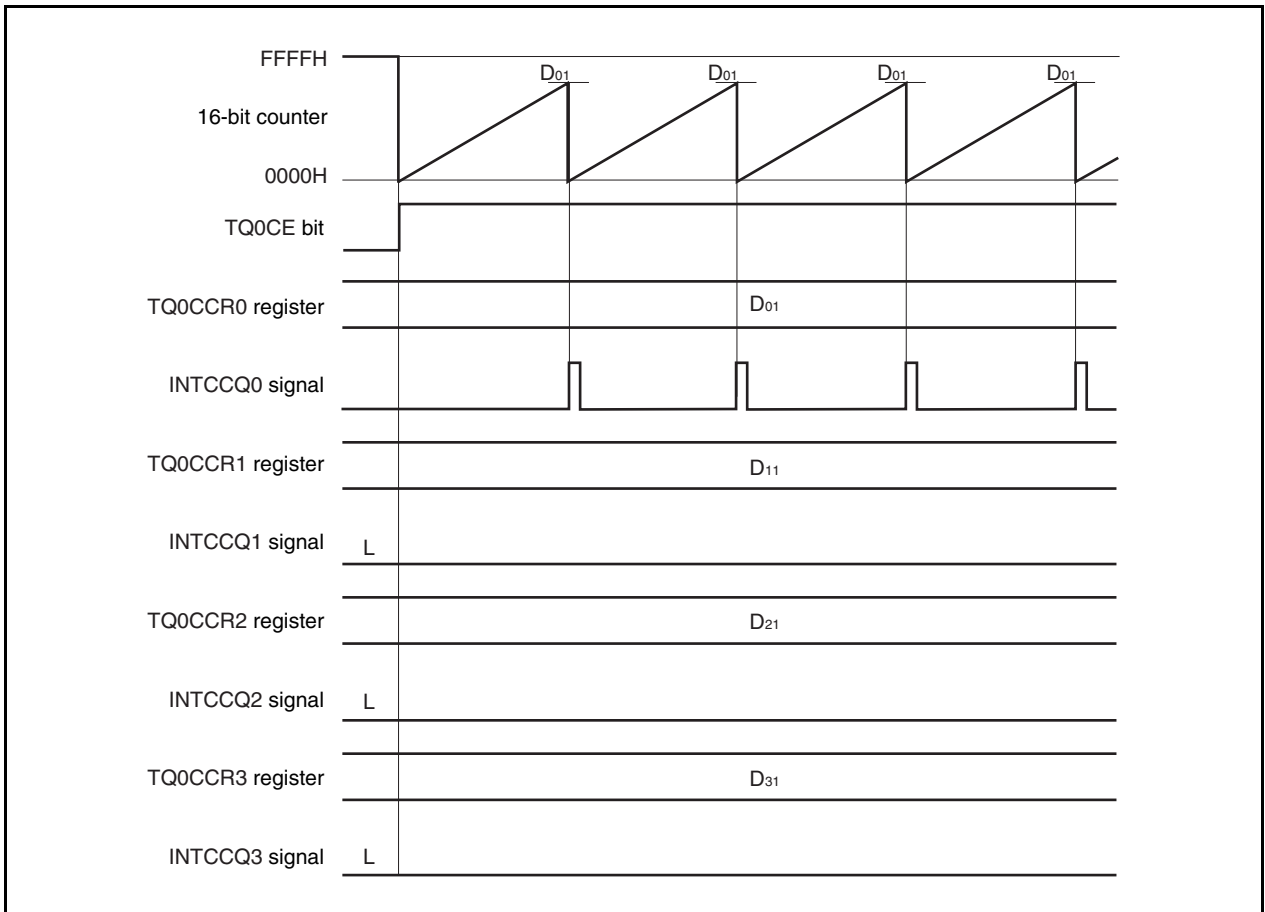 FFFFH
D01 D01 D01 D01
16-bit counter
0000H
TQ0CE bit
TQ0CCR0 register D01
INTCCQ0 signal
TQ0CCR1 register D11
INTCCQ1 signal L
TQ0CCR2 register D21
INTCCQ2 signal L
TQ0CCR3 register D31
INTCCQ3 signal L